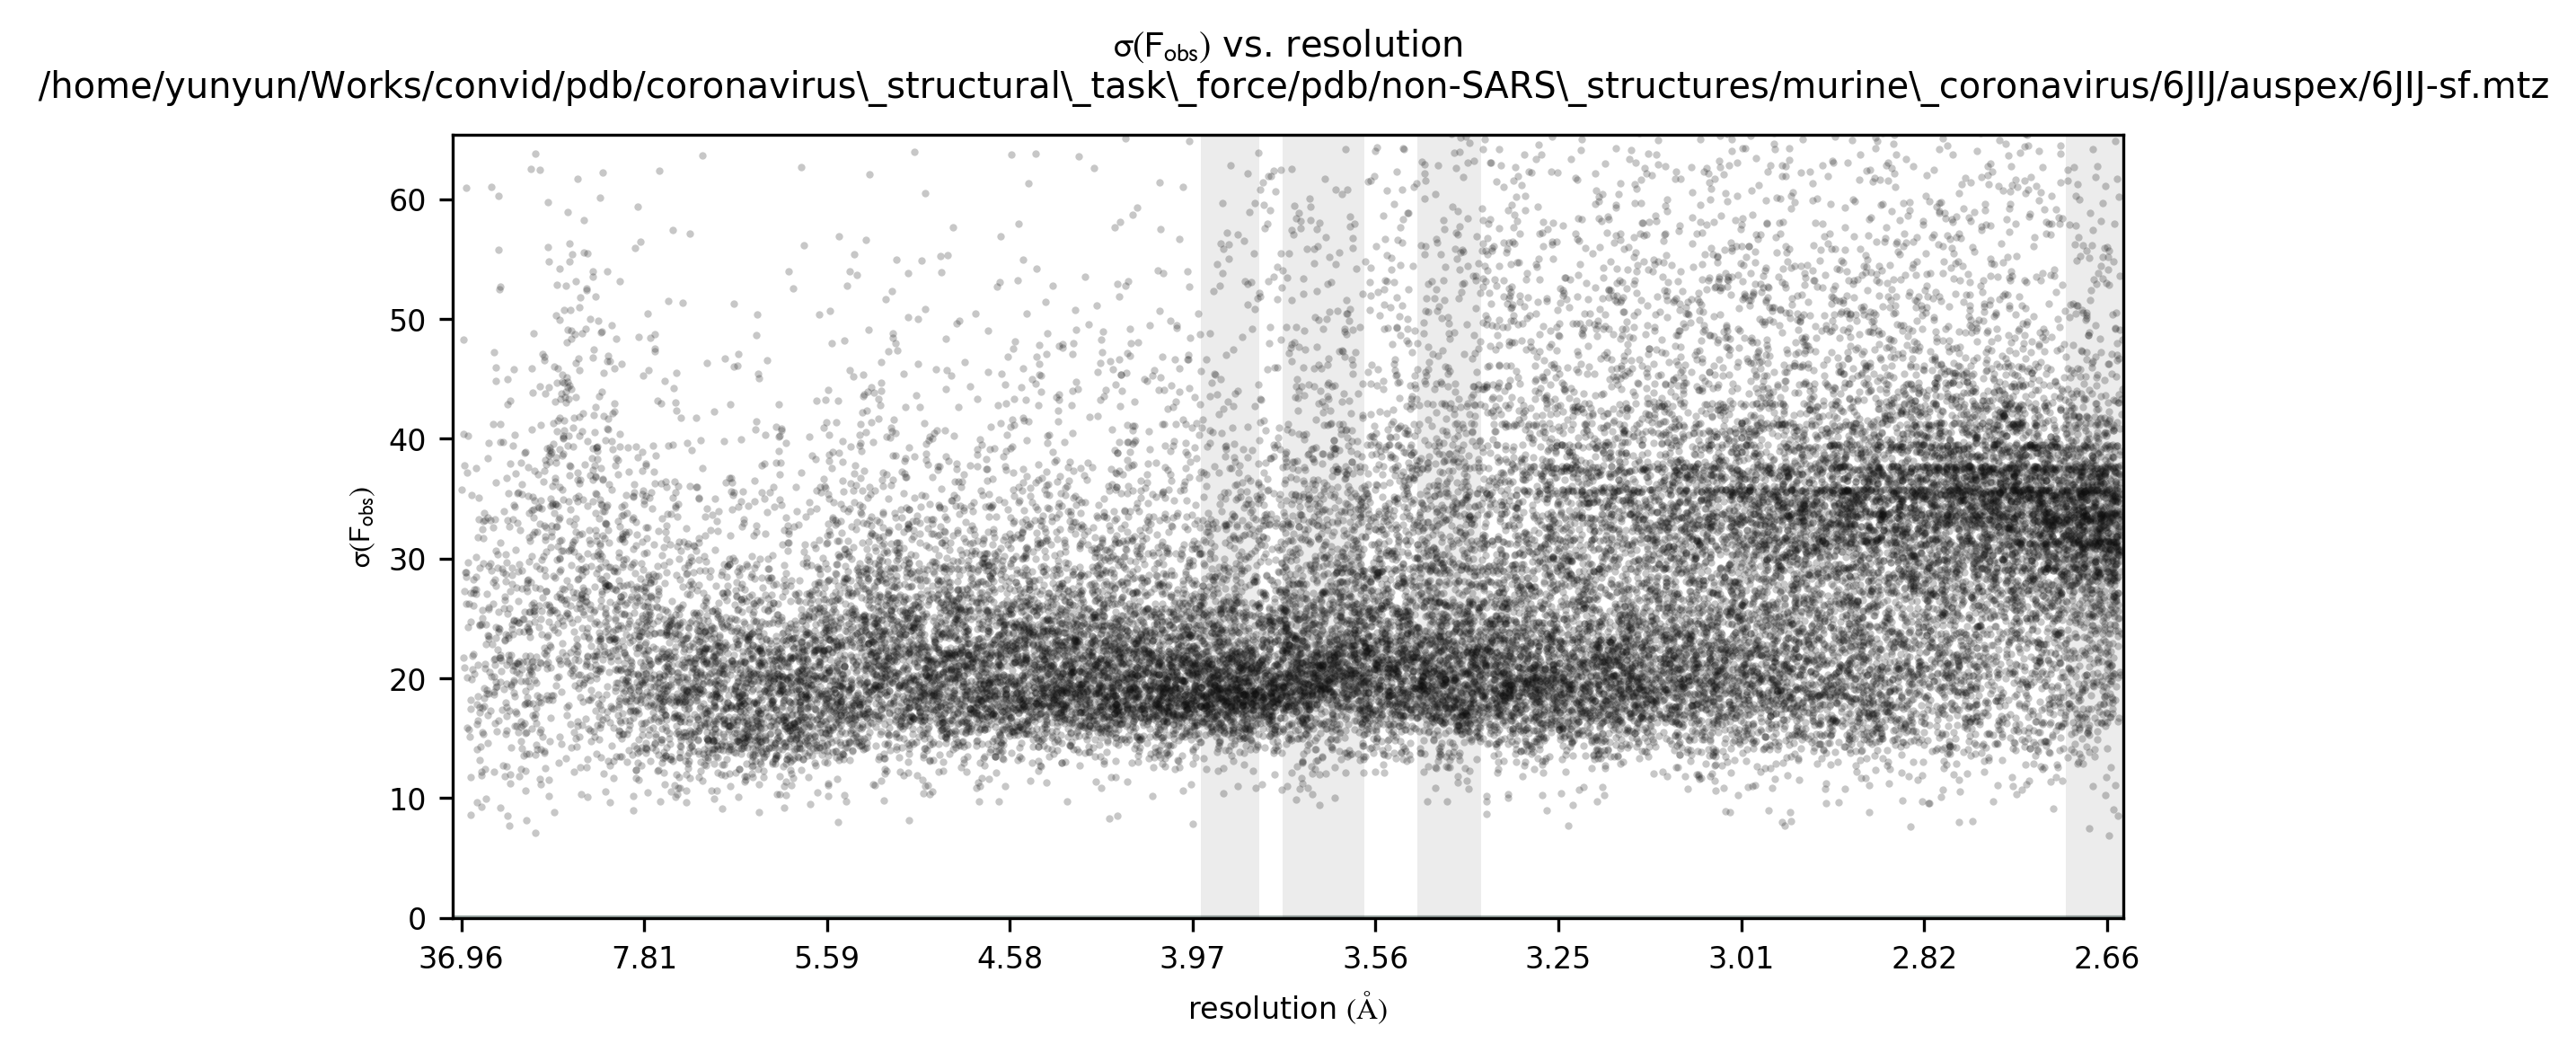 σ(Fobs) vs. resolution
/home/yunyun/Works/convid/pdb/coronavirus\_structural\_task\_force/pdb/non-SARS\_structures/murine\_coronavirus/6JIJ/auspex/6JIJ-sf.mtz
60
50
40
30
20
10
0
σ(Fobs)
36.96 7.81 5.59 4.58 3.97 3.56 3.25 3.01 2.82 2.66
resolution (Å)